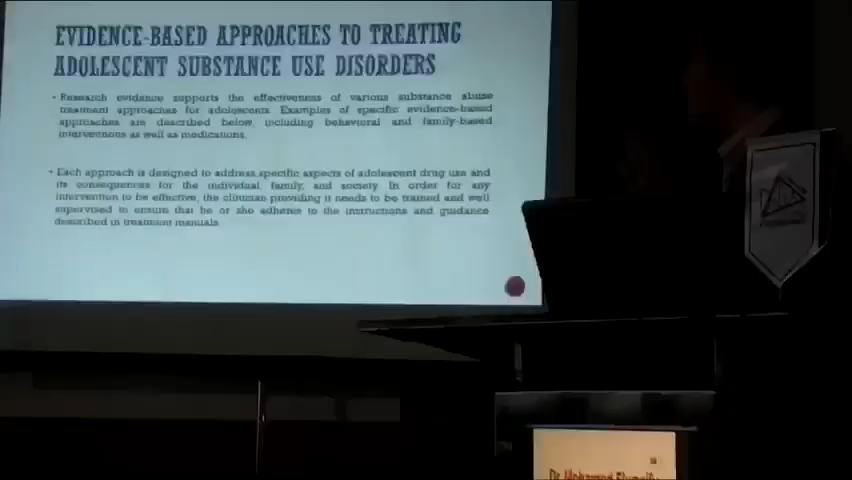 EVIDENCE-BASED APPROACHES TO TREATING
ADOLESCENT SUBSTANCE USE DISORDERS
• Research evidence supports the effectiveness of various substance abuse
treatment approaches for adolescents. Examples of specific evidence-based
approaches are described below, including behavioral and family-based
interventions as well as medications.
• Each approach is designed to address specific aspects of adolescent drug use and
its consequences for the individual, family, and society. In order for any
intervention to be effective, the clinician providing it needs to be trained and well
supervised to ensure that he or she adheres to the instructions and guidance
described in treatment manuals.
Dr. Mohamed